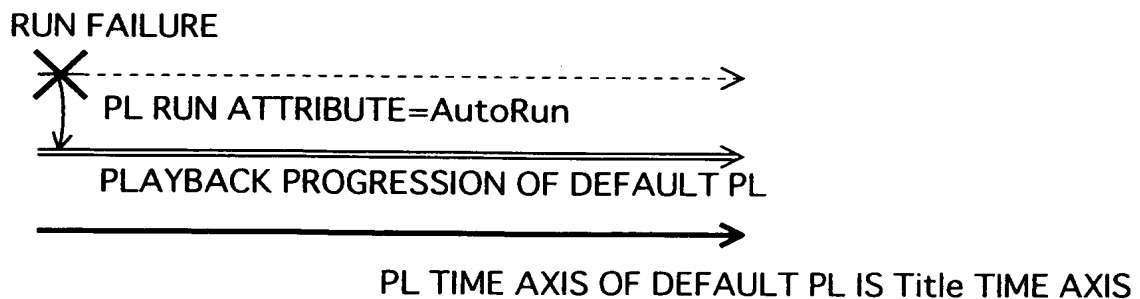 RUN FAILURE
PL RUN ATTRIBUTE=AutoRun
PLAYBACK PROGRESSION OF DEFAULT PL
PL TIME AXIS OF DEFAULT PL IS Title TIME AXIS